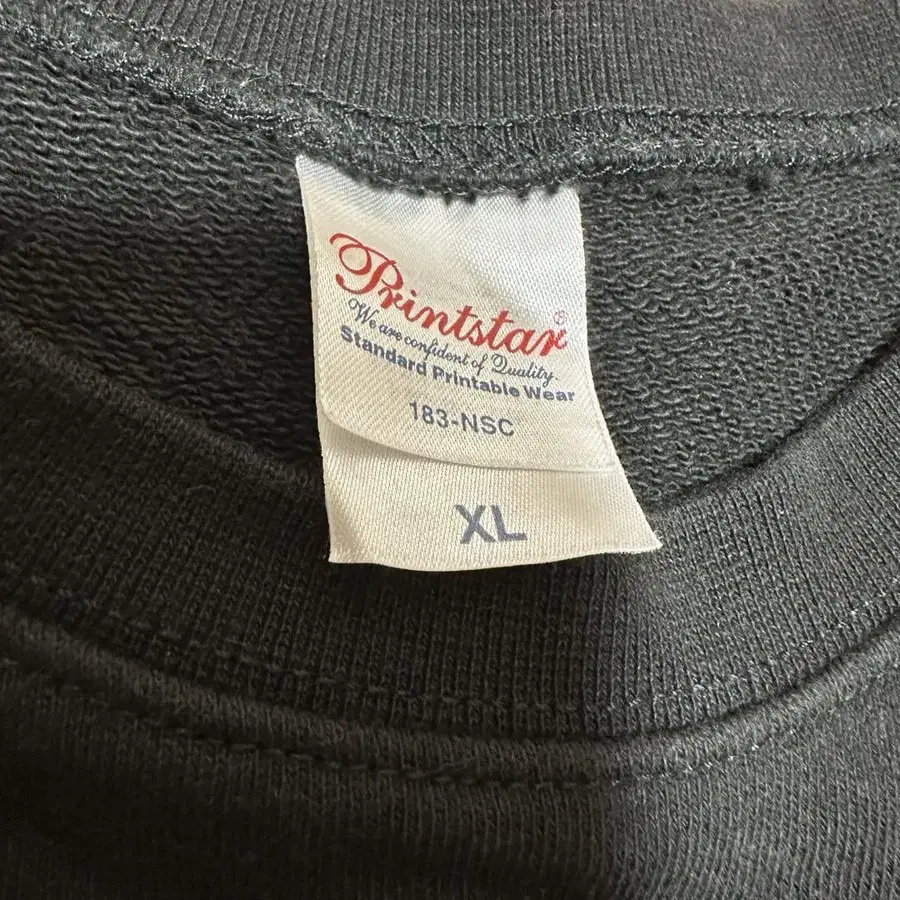 Printstar®
We are confident of Quality
Standard Printable Wear
183-NSC
XL